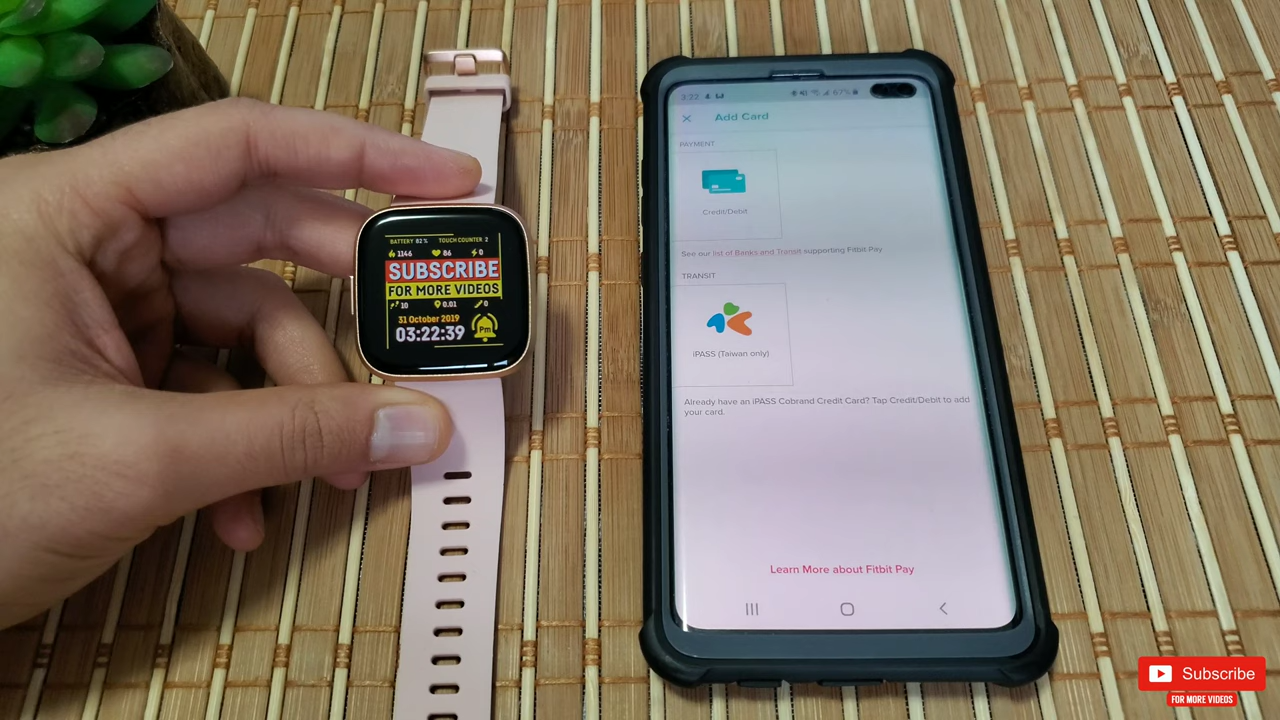 BATTERY 82 % TOUCH COUNTER 2
1146 86 0
SUBSCRIBE
FOR MORE VIDEOS
10 0.01 0
31 October 2019
03:22:39 Pm
3:22 67%
Add Card
PAYMENT
Credit/Debit
See our list of Banks and Transit supporting Fitbit Pay
TRANSIT
iPASS (Taiwan only)
Already have an iPASS Cobrand Credit Card? Tap Credit/Debit to add
your card.
Learn More about Fitbit Pay
Subscribe
FOR MORE VIDEOS